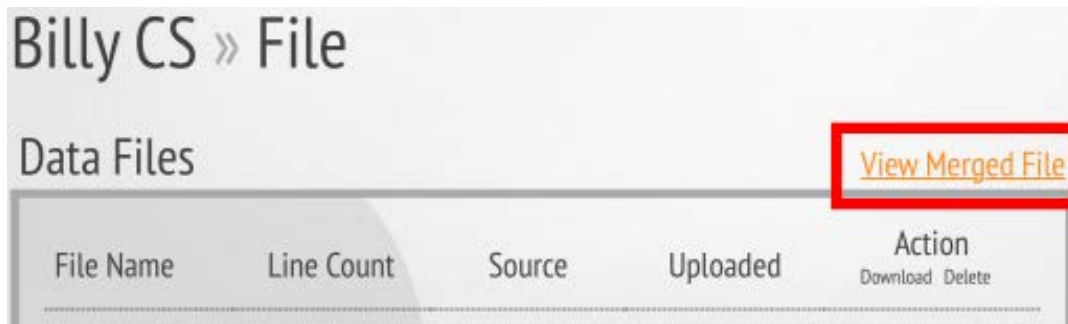 Billy CS » File
Data Files
View Merged File
File Name Line Count Source Uploaded Action
Download Delete